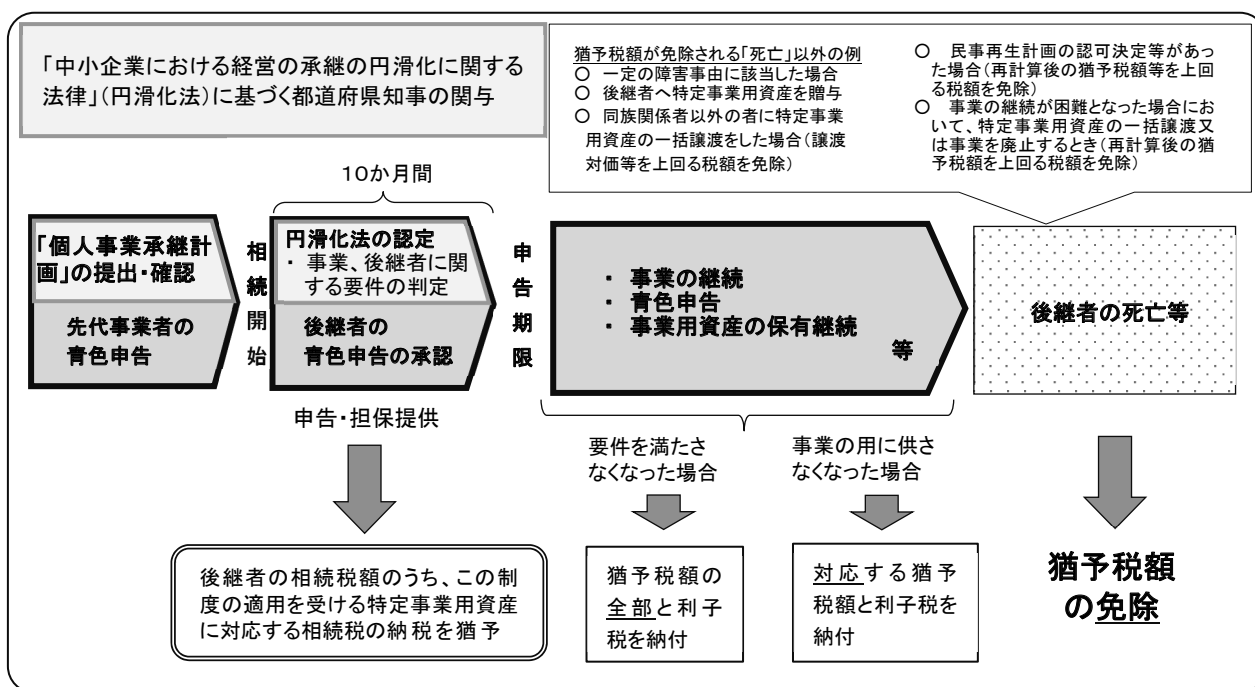 「中小企業における経営の承継の円滑化に関する
法律」(円滑化法)に基づく都道府県知事の関与
猶予税額が免除される「死亡」以外の例
○ 一定の障害事由に該当した場合
○ 後継者へ特定事業用資産を贈与
○ 同族関係者以外の者に特定事業
用資産の一括譲渡をした場合(譲渡
対価等を上回る税額を免除)
○ 民事再生計画の認可決定等があっ
た場合(再計算後の猶予税額等を上回
る税額を免除)
○ 事業の継続が困難となった場合にお
いて、特定事業用資産の一括譲渡又
は事業を廃止するとき(再計算後の猶
予税額を上回る税額を免除)
10か月間
「個人事業承継計
画」の提出・確認
先代事業者の
青色申告
相続開始
円滑化法の認定
・ 事業、後継者に関
する要件の判定
後継者の
青色申告の承認
申告期限
・ 事業の継続
・ 青色申告
・ 事業用資産の保有継続
等
後継者の死亡等
申告・担保提供
要件を満たさ
なくなった場合
事業の用に供さ
なくなった場合
後継者の相続税額のうち、この制
度の適用を受ける特定事業用資産
に対応する相続税の納税を猶予
猶予税額の
全部と利子
税を納付
対応する猶予
税額と利子税を
納付
猶予税額
の免除